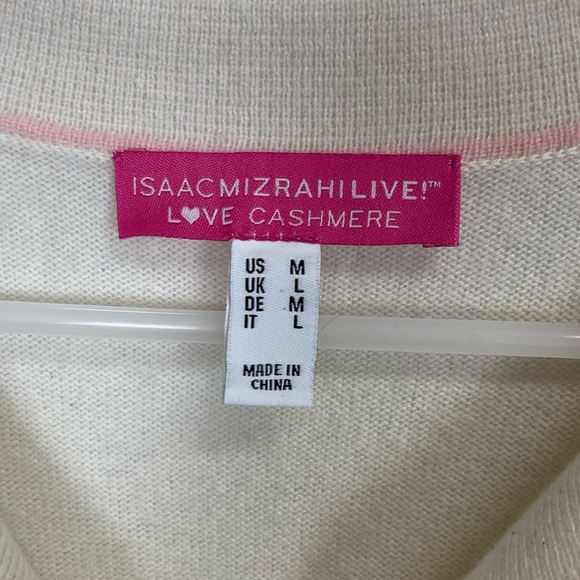 ISAACMIZRAHILIVE!™
L♥VE CASHMERE
US M
UK L
DE M
IT L
MADE IN
CHINA